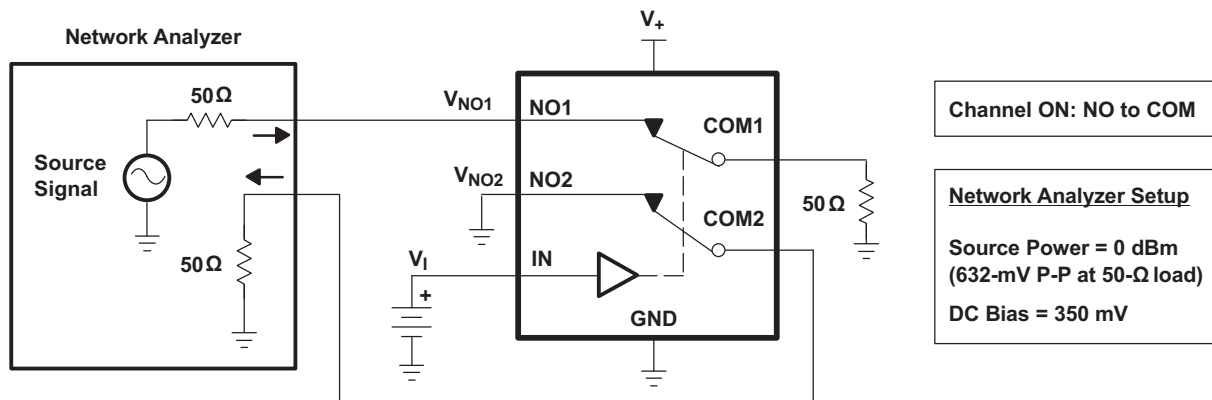 Network Analyzer
50Ω
Source
Signal
50Ω
V+
VNO1
NO1
COM1
VNO2
NO2
COM2
50Ω
VI
IN
+
GND
Channel ON: NO to COM
Network Analyzer Setup
Source Power = 0 dBm
(632-mV P-P at 50-Ω load)
DC Bias = 350 mV